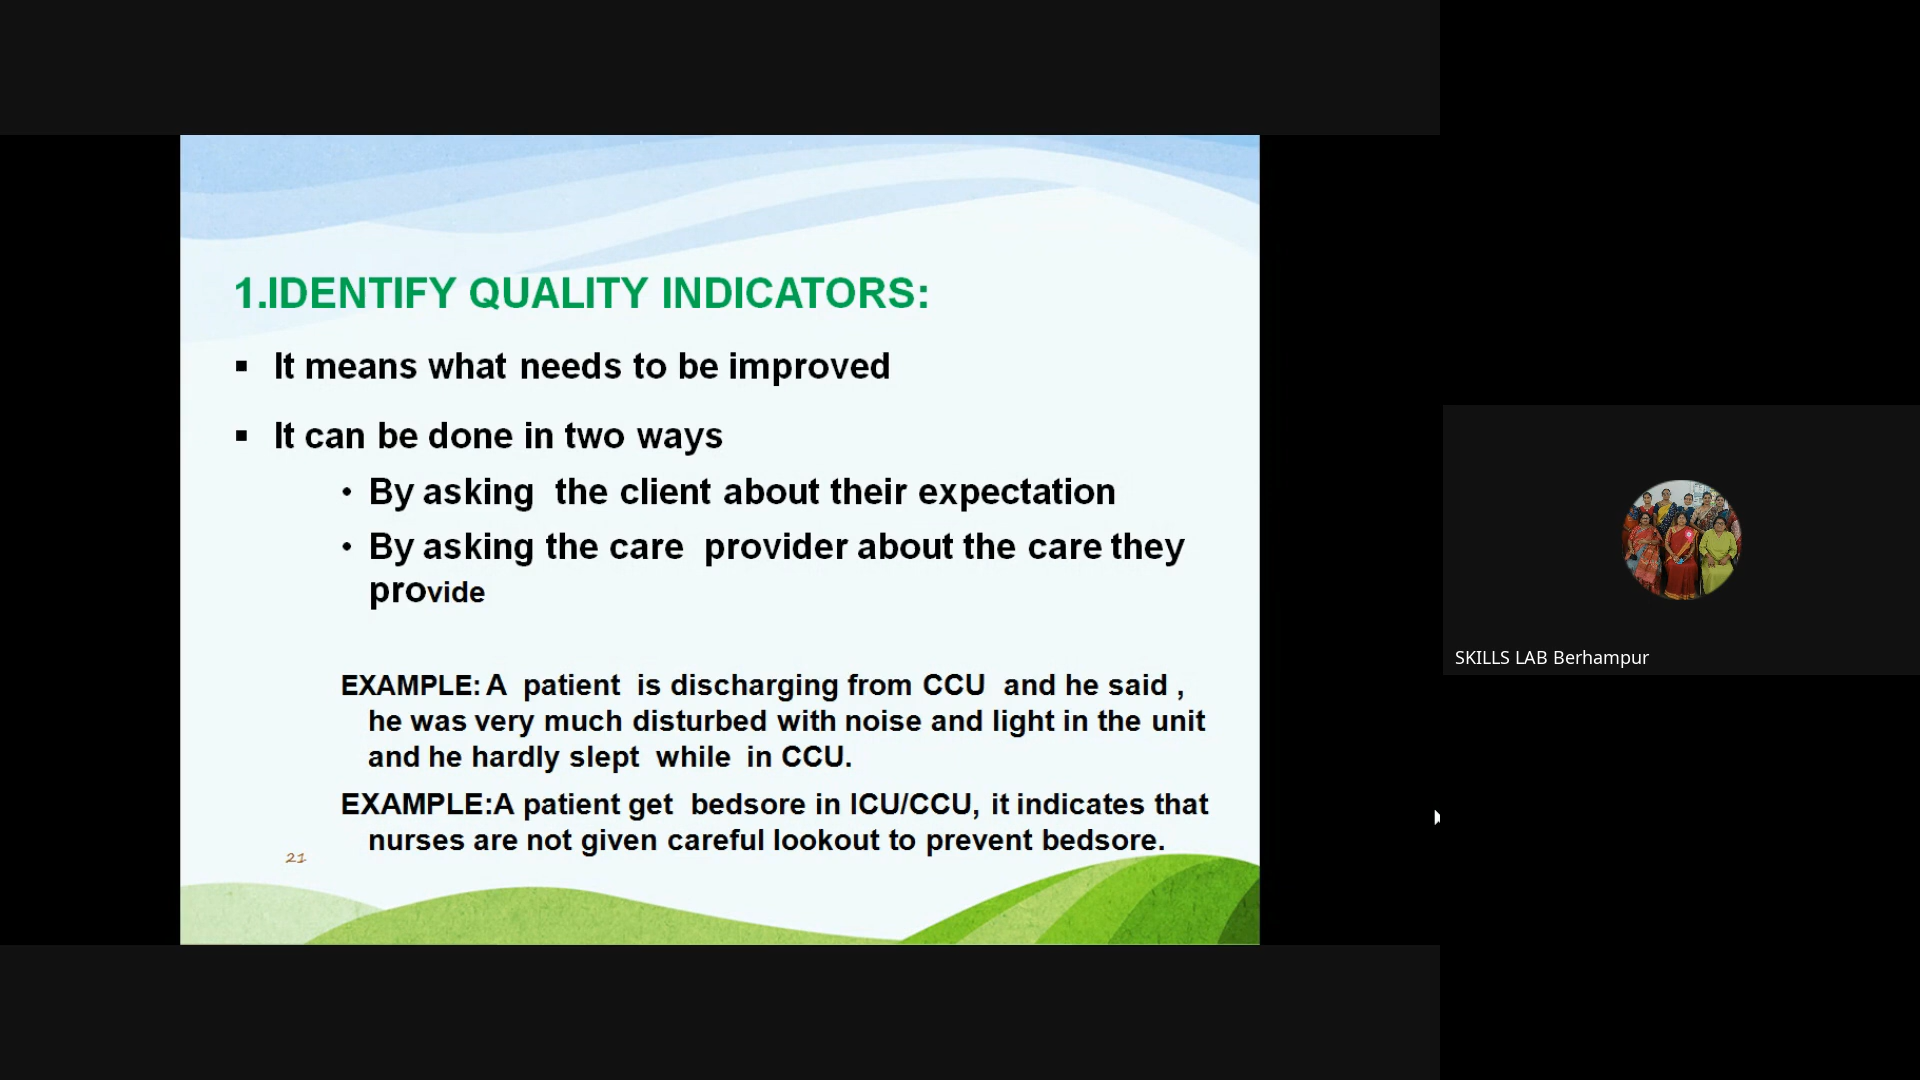 1.IDENTIFY QUALITY INDICATORS:
▪ It means what needs to be improved
▪ It can be done in two ways
• By asking the client about their expectation
• By asking the care provider about the care they
provide
EXAMPLE: A patient is discharging from CCU and he said ,
he was very much disturbed with noise and light in the unit
and he hardly slept while in CCU.
EXAMPLE:A patient get bedsore in ICU/CCU, it indicates that
nurses are not given careful lookout to prevent bedsore.
21
SKILLS LAB Berhampur